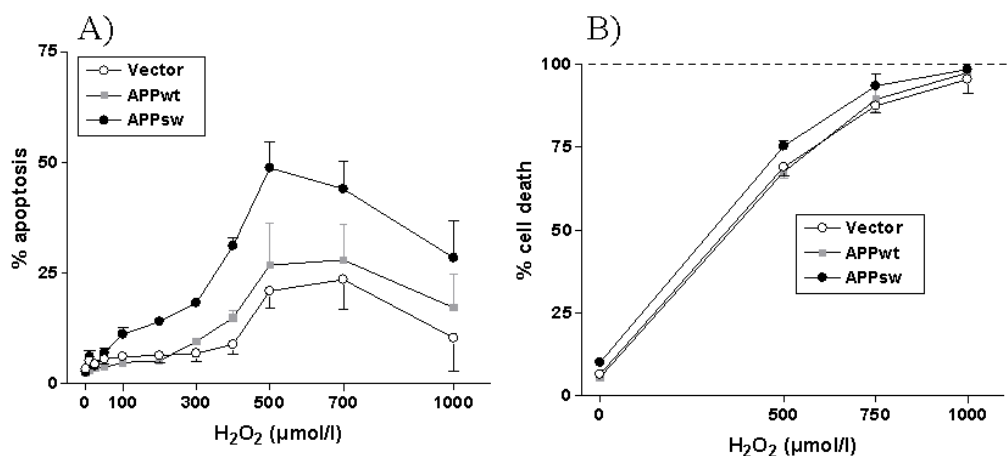 A)
75
50
25
0
% apoptosis
Vector
APPwt
APPsw
0 100 300 500 700 1000
H₂O₂ (µmol/l)
B)
100
75
50
25
0
% cell death
Vector
APPwt
APPsw
0 500 750 1000
H₂O₂ (µmol/l)